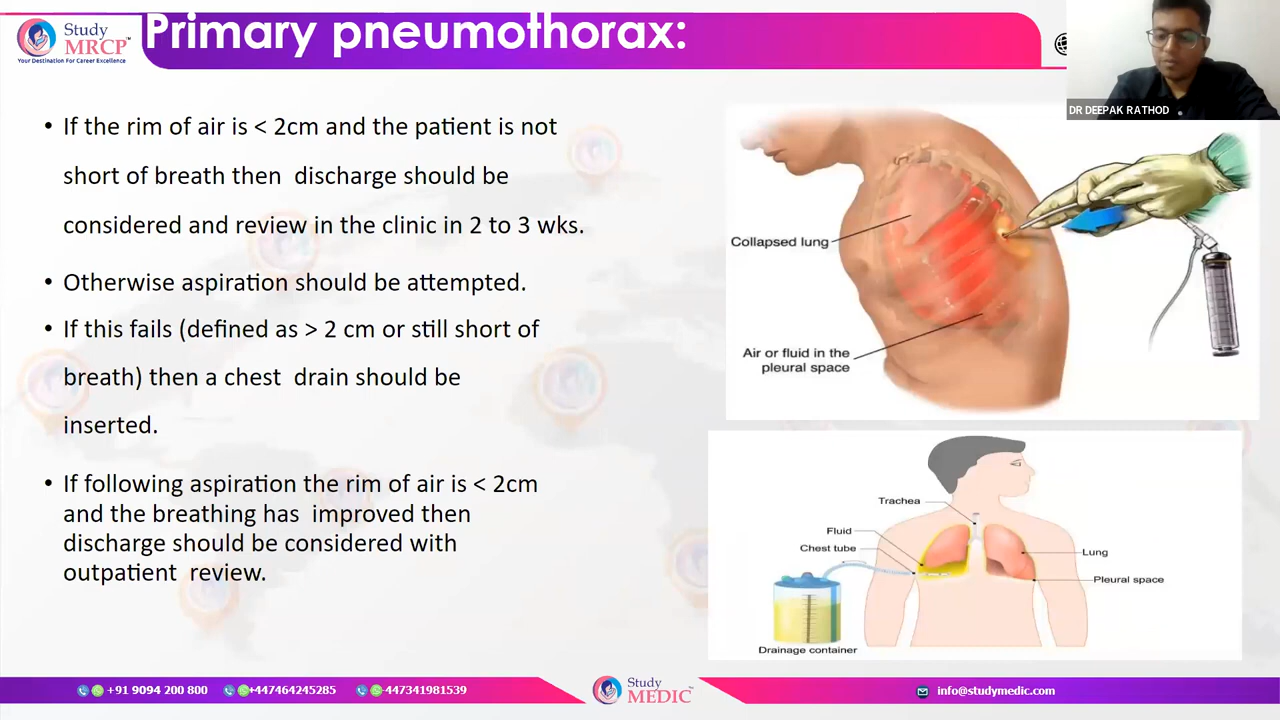 Study
MRCP™
Your Destination For Career Excellence
Primary pneumothorax:
DR DEEPAK RATHOD
• If the rim of air is < 2cm and the patient is not
short of breath then discharge should be
considered and review in the clinic in 2 to 3 wks.
• Otherwise aspiration should be attempted.
• If this fails (defined as > 2 cm or still short of
breath) then a chest drain should be
inserted.
• If following aspiration the rim of air is < 2cm
and the breathing has improved then
discharge should be considered with
outpatient review.
Collapsed lung
Air or fluid in the
pleural space
Trachea
Fluid
Chest tube
Lung
Pleural space
Drainage container
+91 9094 200 800
+447464245285
+447341981539
Study
MEDIC™
info@studymedic.com